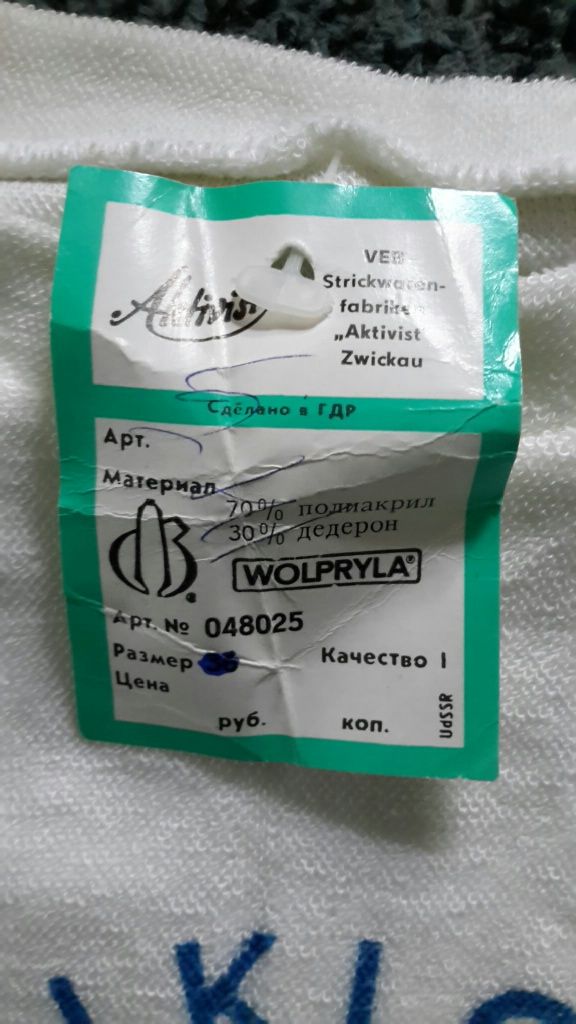 Aktivist
VEB
Strickwaren-
fabriken
„Aktivist
Zwickau
Сделано в ГДР
Арт.
Материал
70% полиакрил
30% дедерон
WOLPRYLA®
Арт. № 048025
Размер
Качество I
Цена
руб. коп.
UdSSR